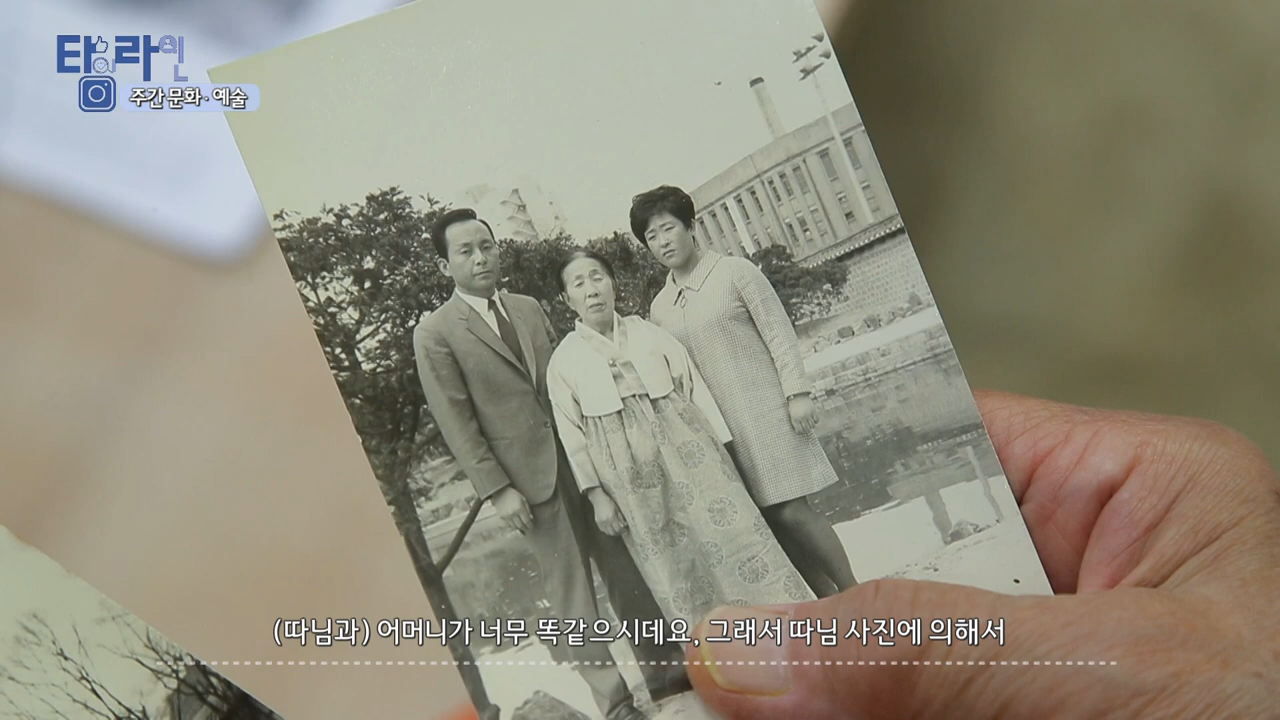 탐라인
주간 문화·예술
(따님과) 어머니가 너무 똑같으시데요, 그래서 따님 사진에 의해서